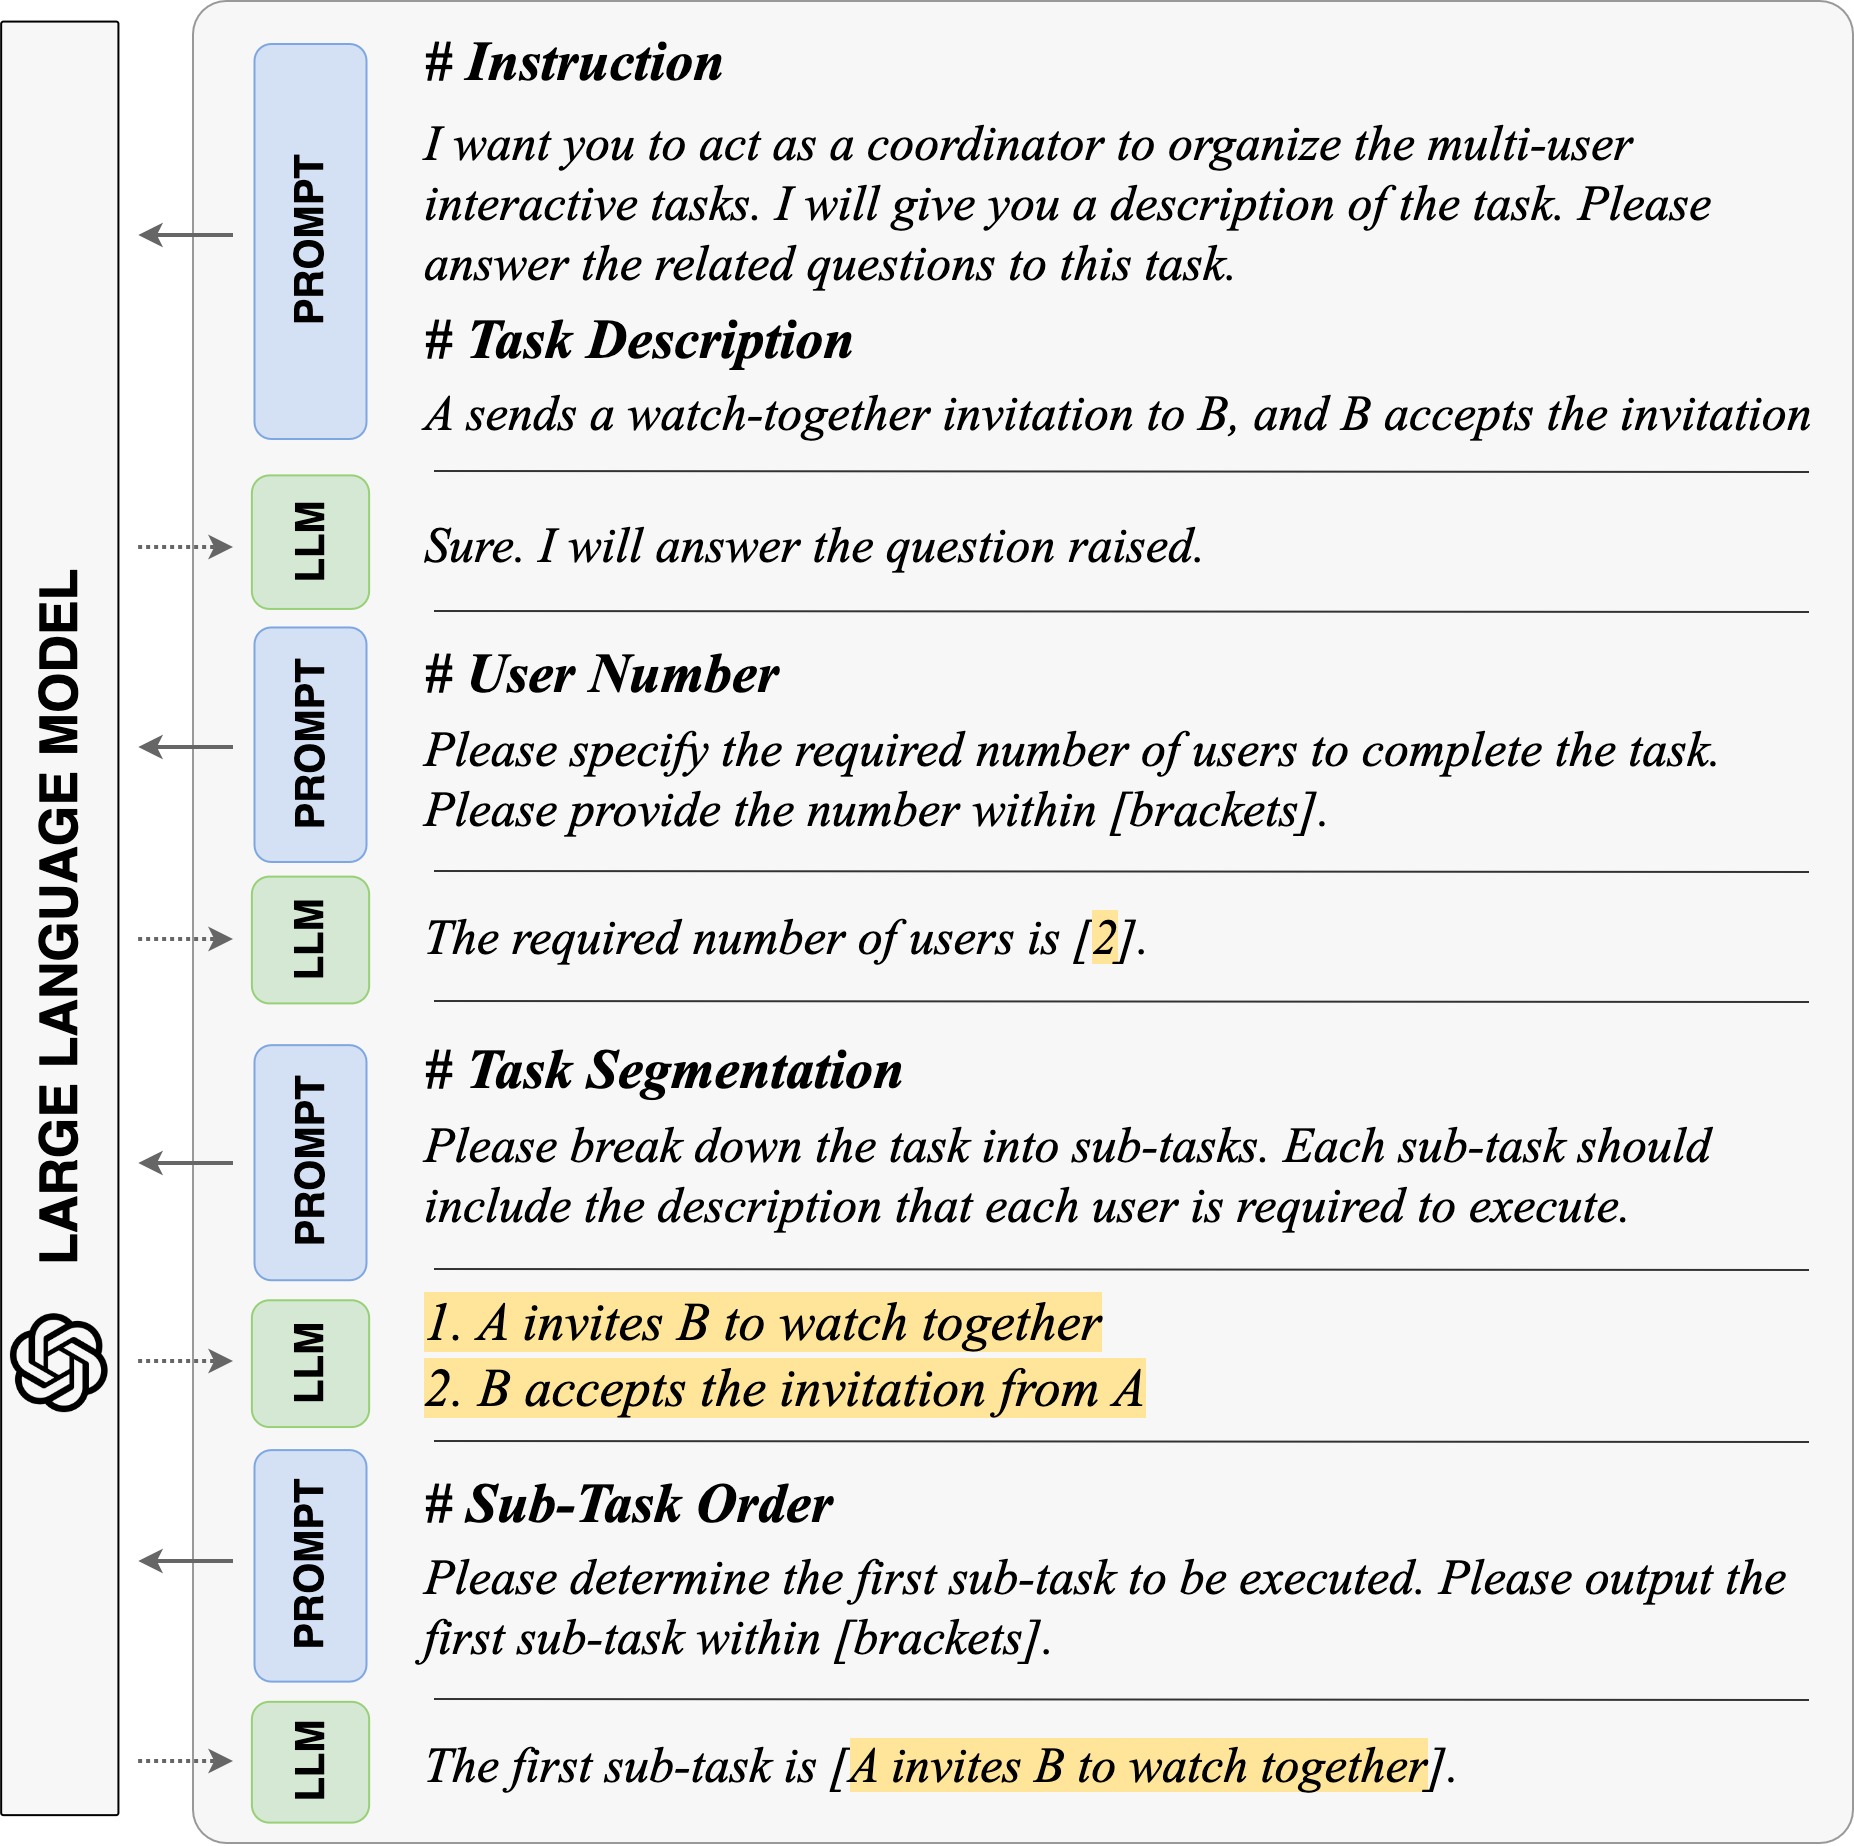 LARGE LANGUAGE MODEL
PROMPT
# Instruction
I want you to act as a coordinator to organize the multi-user
interactive tasks. I will give you a description of the task. Please
answer the related questions to this task.
# Task Description
A sends a watch-together invitation to B, and B accepts the invitation
LLM
Sure. I will answer the question raised.
PROMPT
# User Number
Please specify the required number of users to complete the task.
Please provide the number within [brackets].
LLM
The required number of users is [2].
PROMPT
# Task Segmentation
Please break down the task into sub-tasks. Each sub-task should
include the description that each user is required to execute.
LLM
1. A invites B to watch together
2. B accepts the invitation from A
PROMPT
# Sub-Task Order
Please determine the first sub-task to be executed. Please output the
first sub-task within [brackets].
LLM
The first sub-task is [A invites B to watch together].